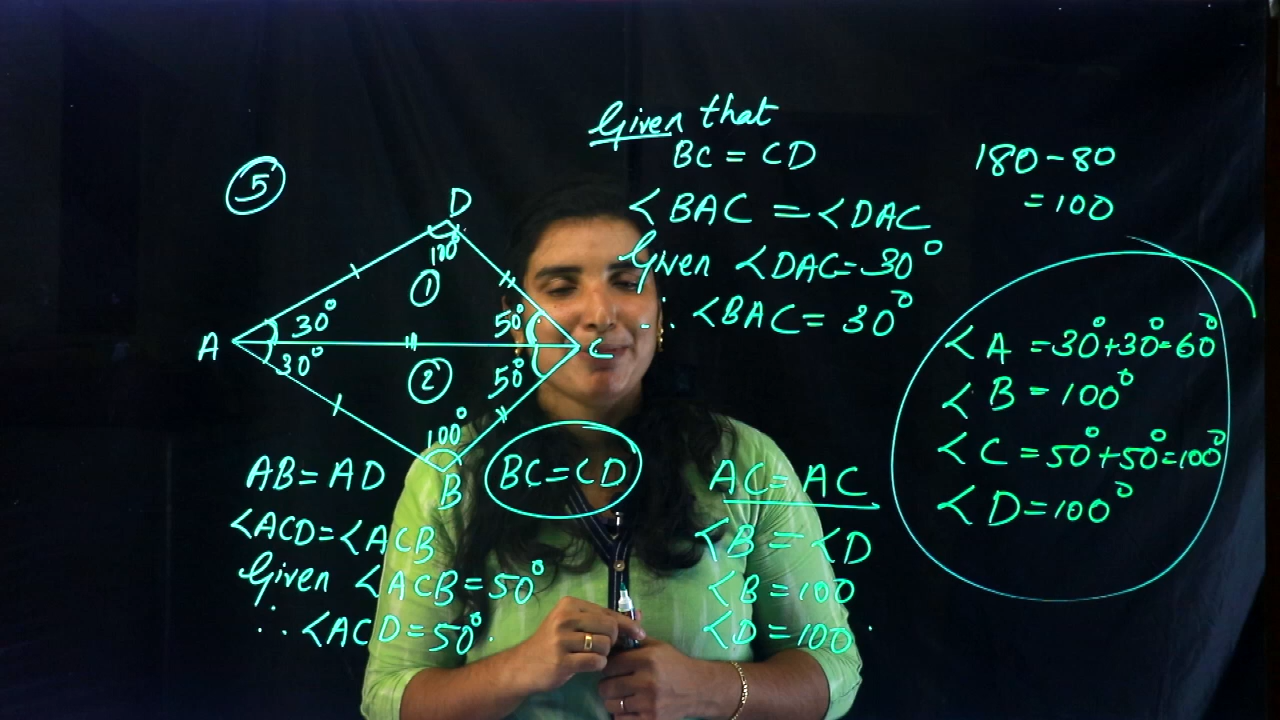 5
D
100°
1
A
30°
50°
C
30°
2
50°
100°
B
AB = AD
<ACD = <ACB
Given <ACB = 50°
∴ <ACD = 50°.
BC = CD
Given that
BC = CD
<BAC = <DAC
Given <DAC = 30°
∴ <BAC = 30°
AC = AC
<B = <D
<B = 100
<D = 100.
180 - 80
= 100
<A = 30° + 30° = 60°
<B = 100°
<C = 50° + 50° = 100°
<D = 100°